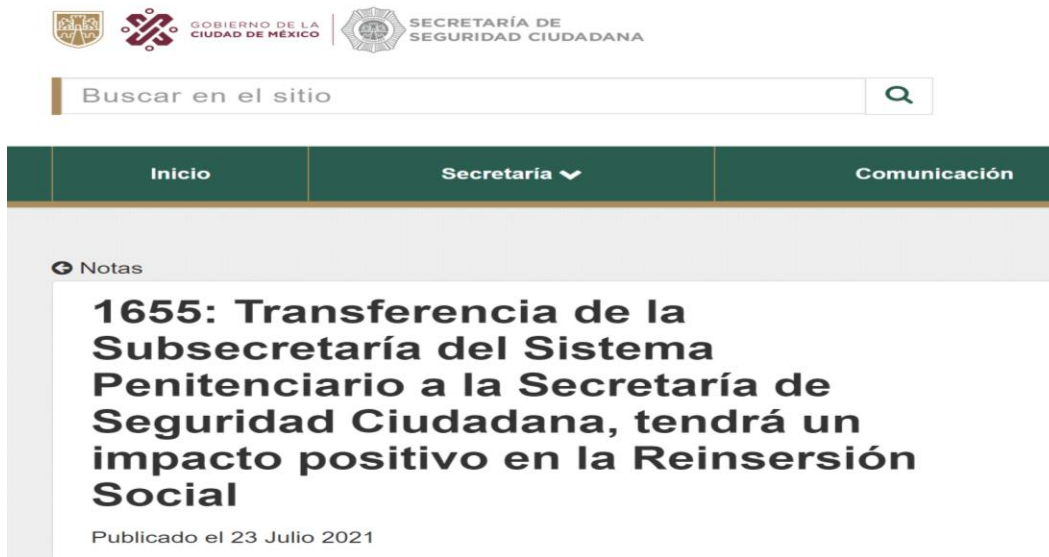 GOBIERNO DE LA
CIUDAD DE MÉXICO
SECRETARÍA DE
SEGURIDAD CIUDADANA
Buscar en el sitio
Inicio
Secretaría
Comunicación
Notas
1655: Transferencia de la
Subsecretaría del Sistema
Penitenciario a la Secretaría de
Seguridad Ciudadana, tendrá un
impacto positivo en la Reinsersión
Social
Publicado el 23 Julio 2021